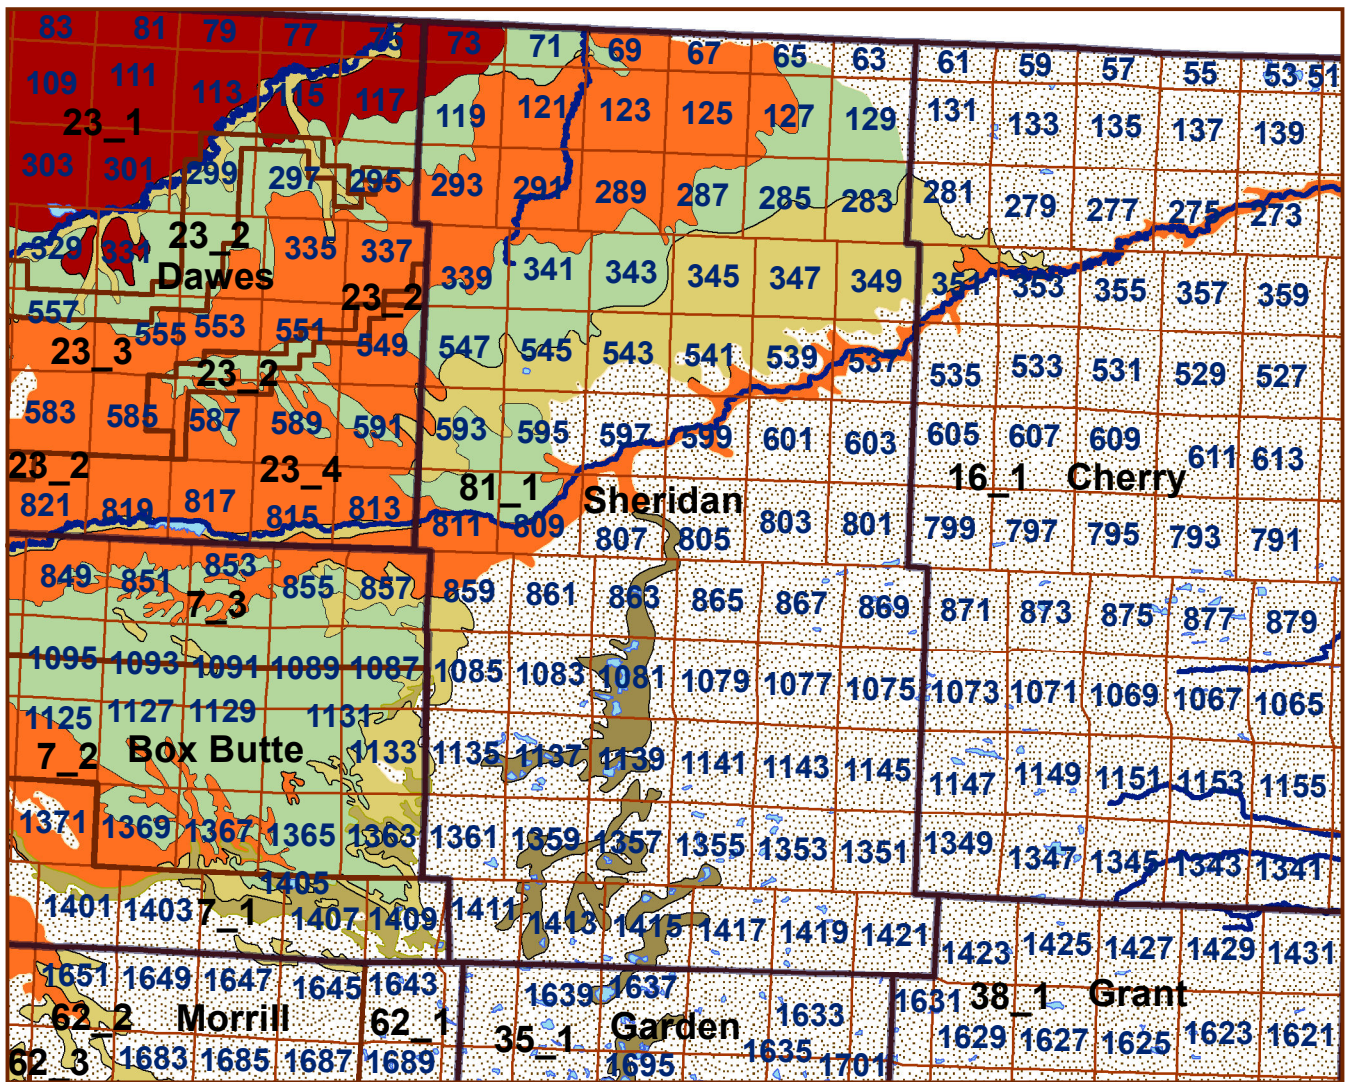 83 81 79 77 75 73 71 69 67 65 63 61 59 57 55 53 51
109 111 113 115 117 119 121 123 125 127 129 131 133 135 137 139
23_1
303 301 299 297 295 293 291 289 287 285 283 281 279 277 275 273
329 331 23_2 335 337 339 341 343 345 347 349 351 353 355 357 359
Dawes
23_2
557 555 553 551 549 547 545 543 541 539 537 535 533 531 529 527
23_3 23_2
583 585 587 589 591 593 595 597 599 601 603 605 607 609 611 613
23_2 23_4 81_1 Sheridan 16_1 Cherry
821 819 817 815 813 811 809 807 805 803 801 799 797 795 793 791
849 851 853 855 857 859 861 863 865 867 869 871 873 875 877 879
7_3
1095 1093 1091 1089 1087 1085 1083 1081 1079 1077 1075 1073 1071 1069 1067 1065
1125 1127 1129 1131 1133 1135 1137 1139 1141 1143 1145 1147 1149 1151 1153 1155
7_2 Box Butte
1371 1369 1367 1365 1363 1361 1359 1357 1355 1353 1351 1349 1347 1345 1343 1341
1401 1403 7_1 1405 1407 1409 1411 1413 1415 1417 1419 1421 1423 1425 1427 1429 1431
1651 1649 1647 1645 1643 1639 1637 1633 1631 38_1 Grant
62_2 Morrill 62_1 35_1 Garden 1629 1627 1625 1623 1621
62_3 1683 1685 1687 1689 1695 1635 1701